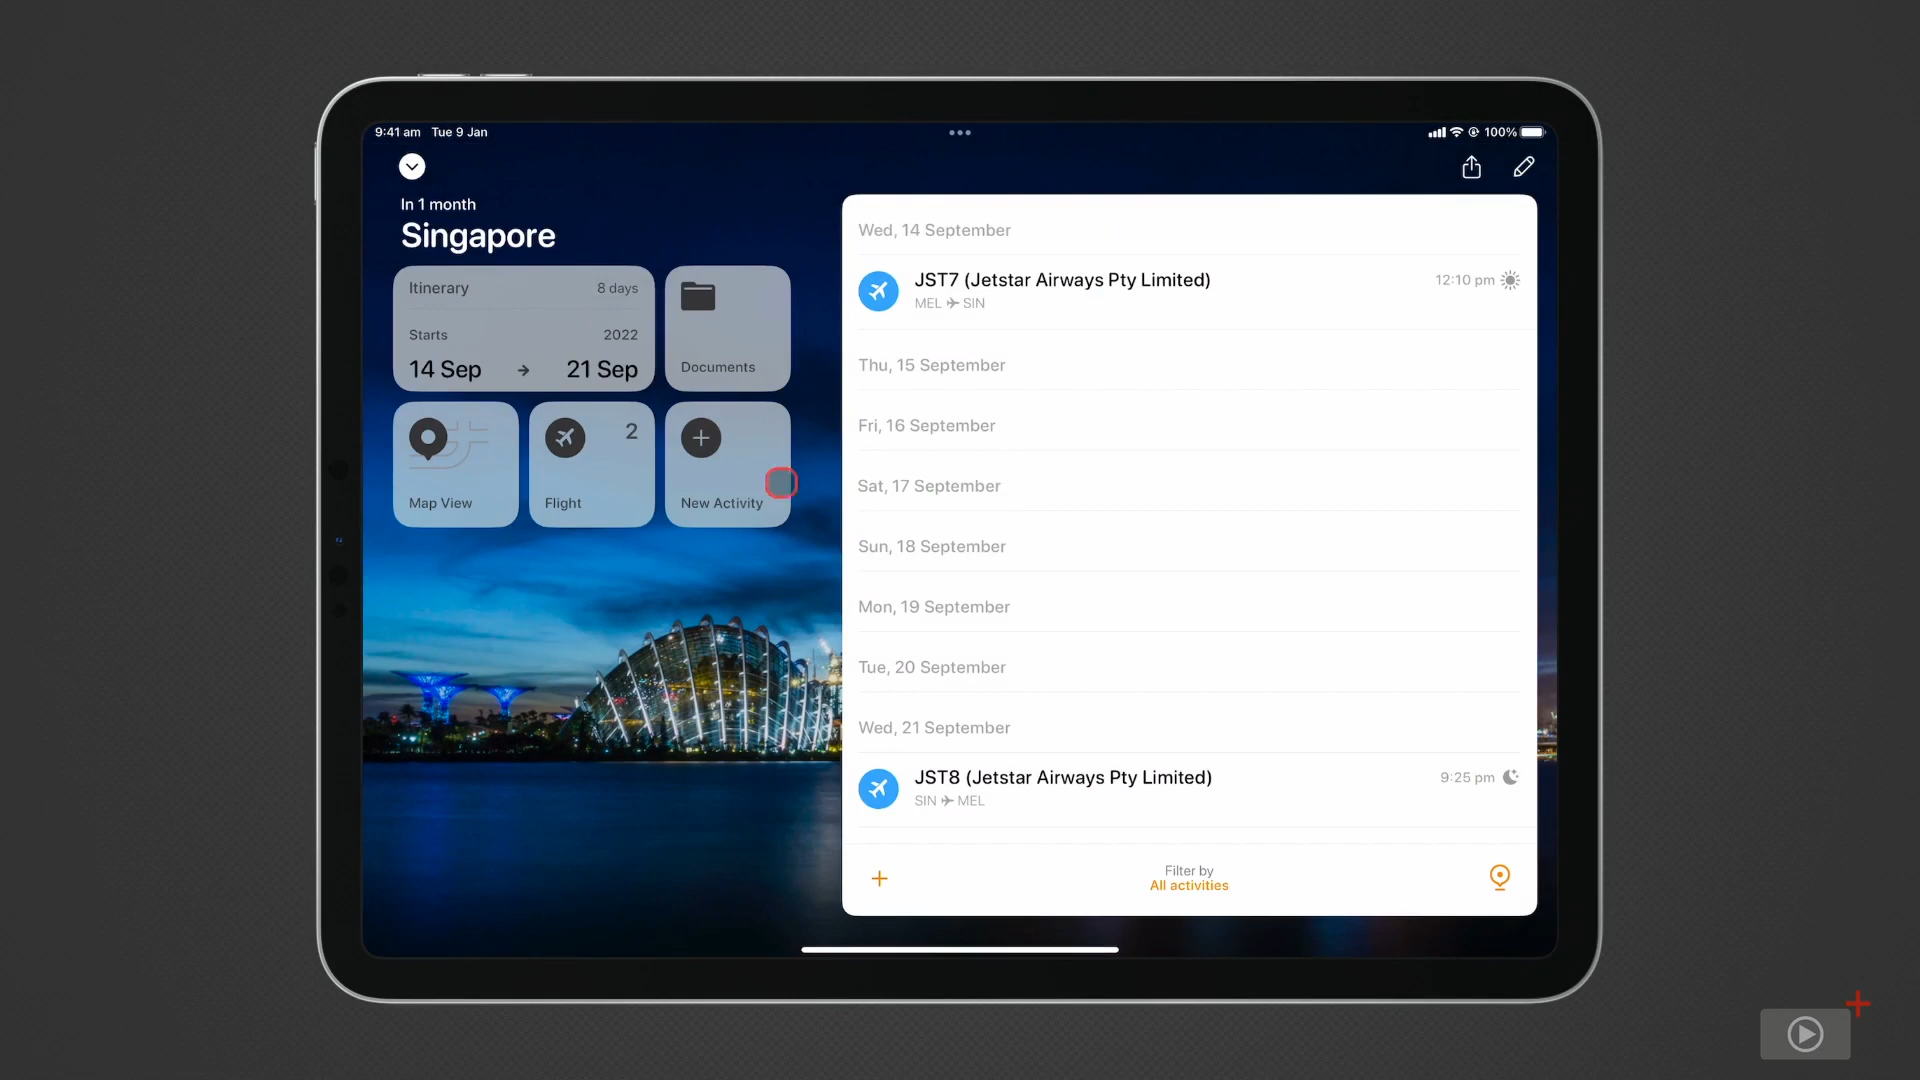 9:41 am Tue 9 Jan
100%
In 1 month
Singapore
Itinerary 8 days
Starts 2022
14 Sep → 21 Sep
Documents
Map View
2
Flight
New Activity
Wed, 14 September
JST7 (Jetstar Airways Pty Limited) 12:10 pm
MEL ✈ SIN
Thu, 15 September
Fri, 16 September
Sat, 17 September
Sun, 18 September
Mon, 19 September
Tue, 20 September
Wed, 21 September
JST8 (Jetstar Airways Pty Limited) 9:25 pm
SIN ✈ MEL
Filter by
All activities